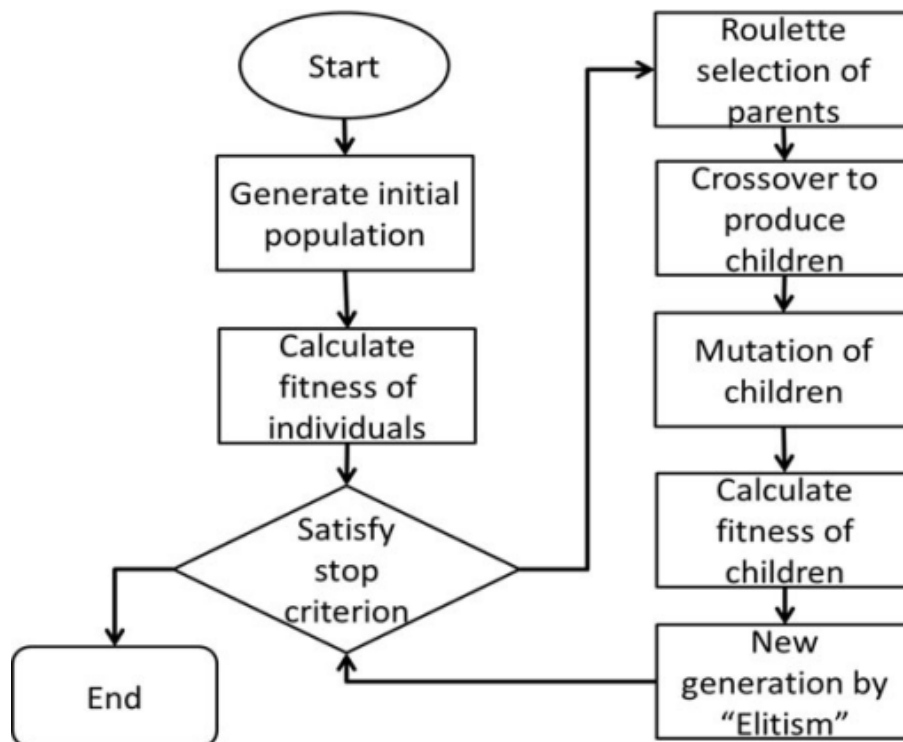 Start
Generate initial
population
Calculate
fitness of
individuals
Satisfy
stop
criterion
End
Roulette
selection of
parents
Crossover to
produce
children
Mutation of
children
Calculate
fitness of
children
New
generation by
“Elitism”